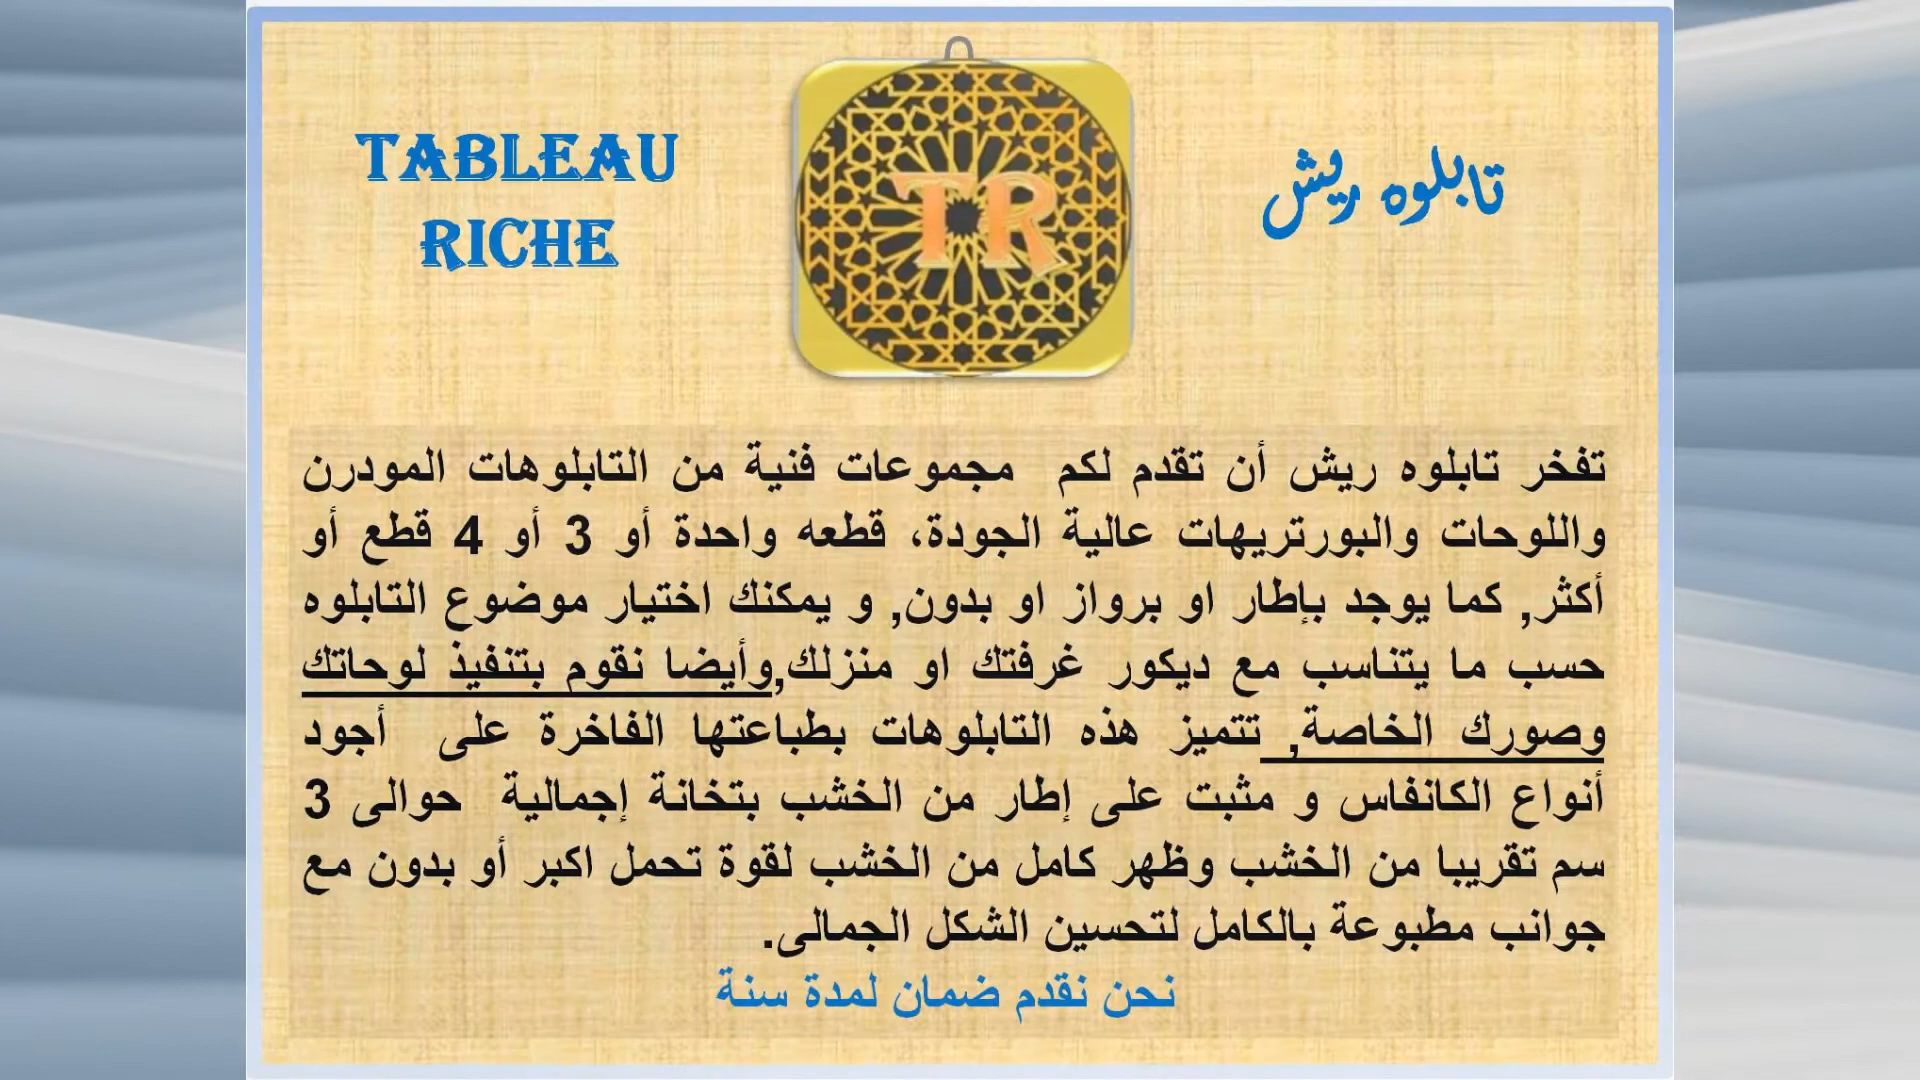 TABLEAU
RICHE
TR
تابلوه ريش
تفخر تابلوه ريش أن تقدم لكم مجموعات فنية من التابلوهات المودرن
واللوحات والبورتريهات عالية الجودة، قطعه واحدة أو 3 أو 4 قطع أو
أكثر, كما يوجد بإطار او برواز او بدون, و يمكنك اختيار موضوع التابلوه
حسب ما يتناسب مع ديكور غرفتك او منزلك,وأيضا نقوم بتنفيذ لوحاتك
وصورك الخاصة, تتميز هذه التابلوهات بطباعتها الفاخرة على أجود
أنواع الكانفاس و مثبت على إطار من الخشب بتخانة إجمالية حوالى 3
سم تقريبا من الخشب وظهر كامل من الخشب لقوة تحمل اكبر أو بدون مع
جوانب مطبوعة بالكامل لتحسين الشكل الجمالى.
نحن نقدم ضمان لمدة سنة